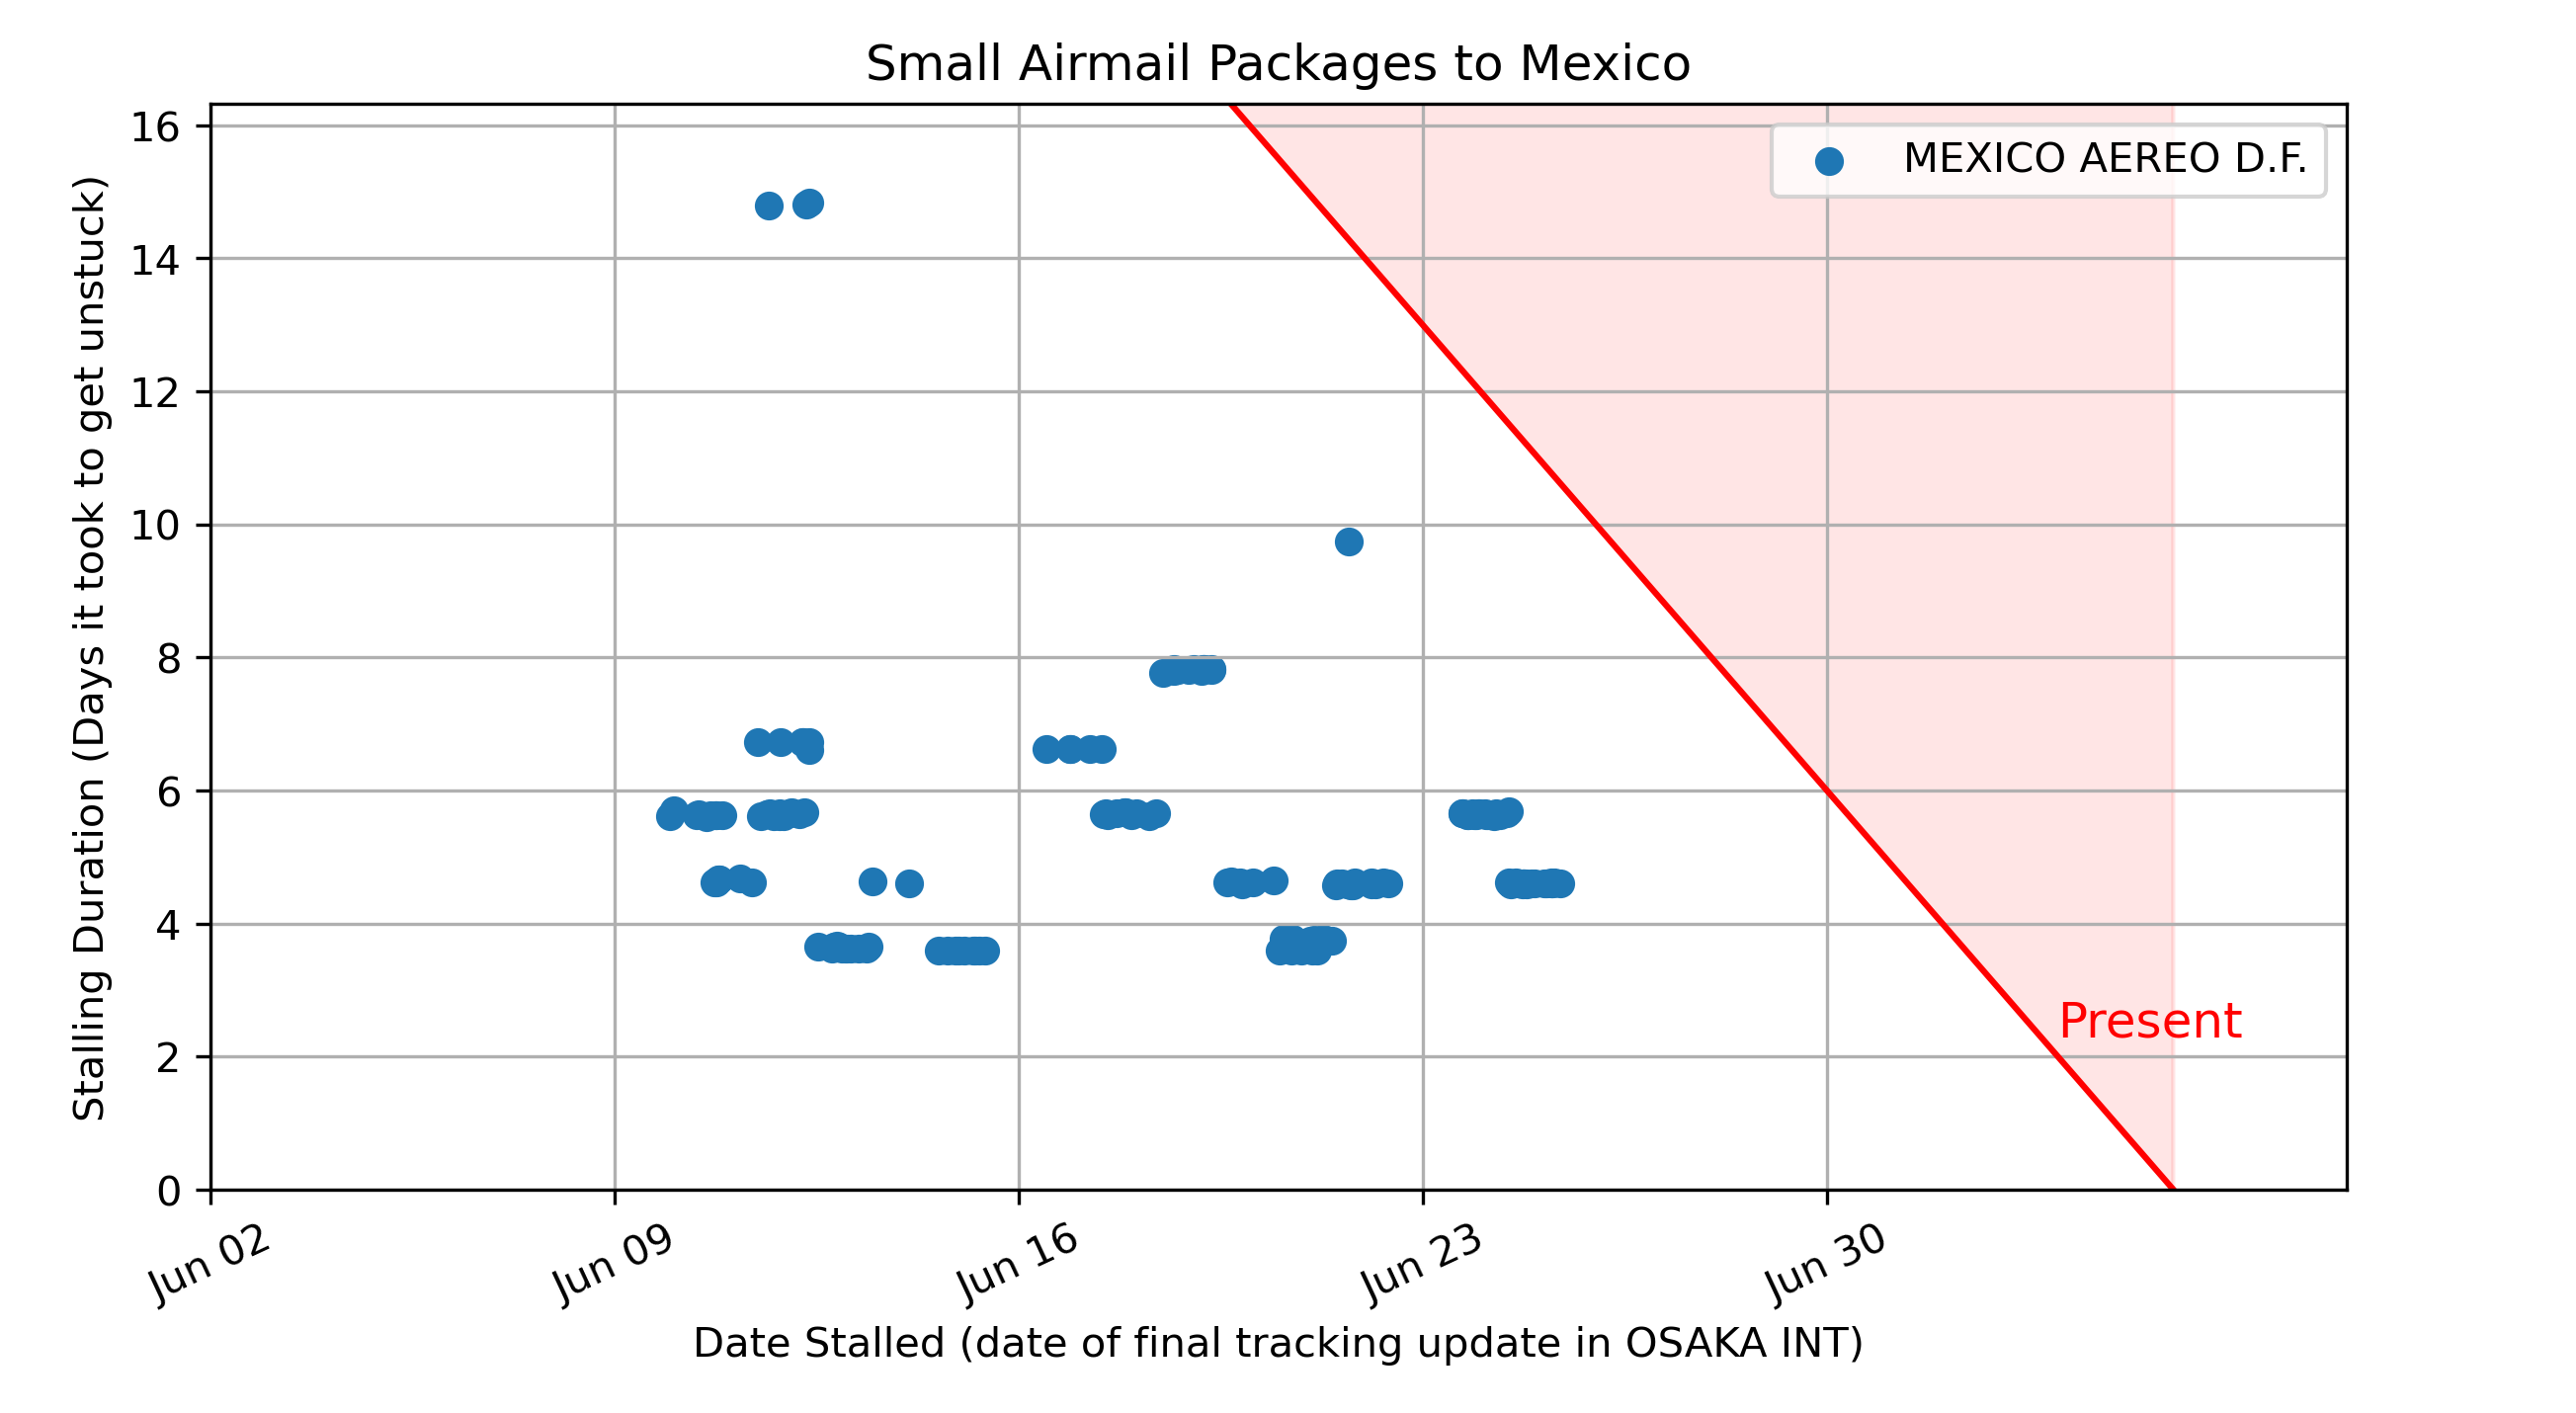 Small Airmail Packages to Mexico
MEXICO AEREO D.F.
Stalling Duration (Days it took to get unstuck)
16
14
12
10
8
6
4
2
0
Present
Jun 02
Jun 09
Jun 16
Jun 23
Jun 30
Date Stalled (date of final tracking update in OSAKA INT)